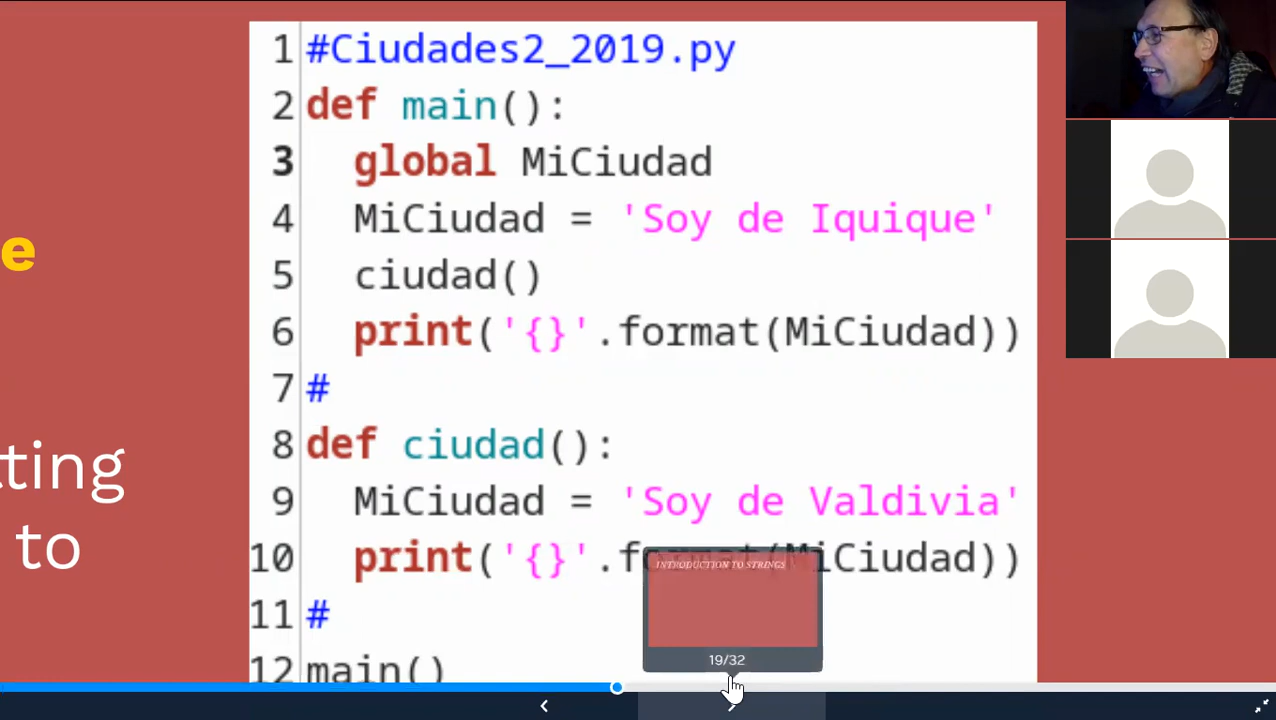 e
ting
to
1 #Ciudades2_2019.py
2 def main():
3 global MiCiudad
4 MiCiudad = 'Soy de Iquique'
5 ciudad()
6 print('{}'.format(MiCiudad))
7 #
8 def ciudad():
9 MiCiudad = 'Soy de Valdivia'
10 print('{}'.format(MiCiudad))
11 #
12 main()
INTRODUCTION TO STRINGS
19/32